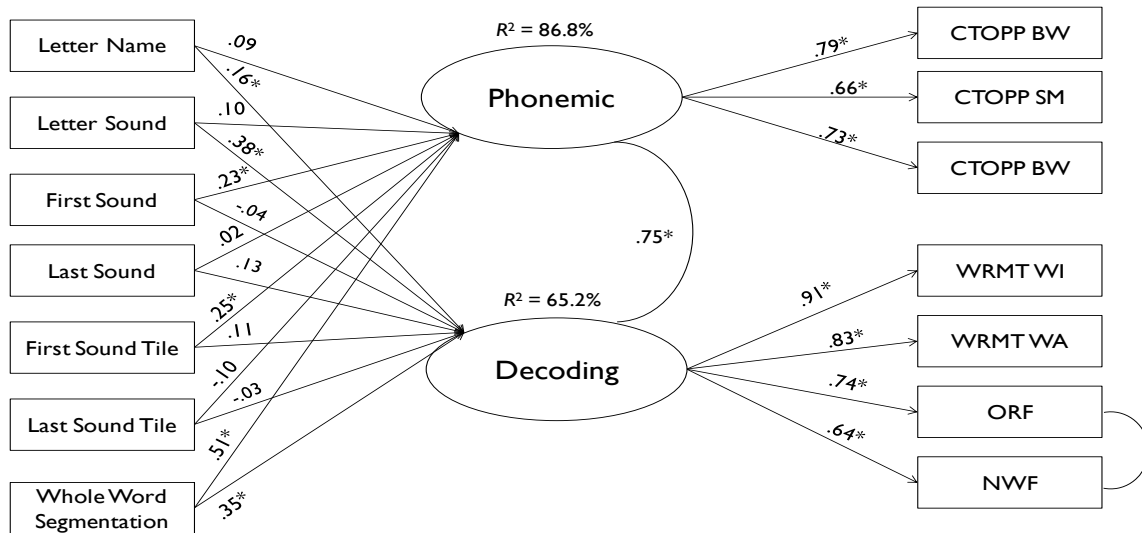 Letter Name
Letter Sound
First Sound
Last Sound
First Sound Tile
Last Sound Tile
Whole Word
Segmentation
.09
.16*
.10
.38*
.23*
-.04
.02
.13
.25*
.11
-.10
-.03
.51*
.35*
R² = 86.8%
Phonemic
.75*
R² = 65.2%
Decoding
.79*
.66*
.73*
.91*
.83*
.74*
.64*
CTOPP BW
CTOPP SM
CTOPP BW
WRMT WI
WRMT WA
ORF
NWF